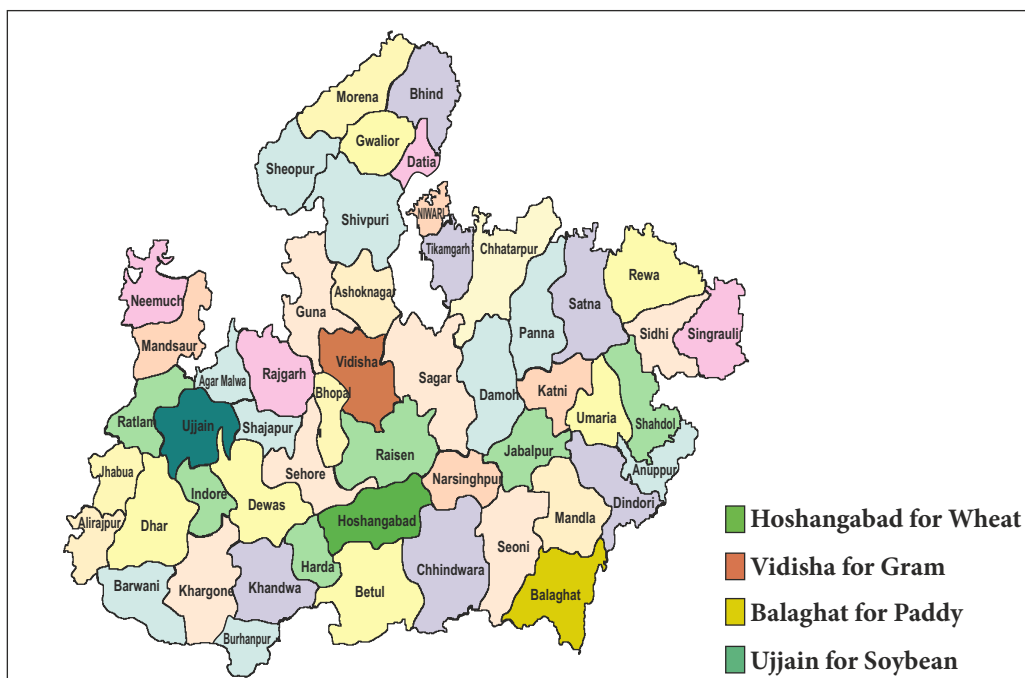 Morena
Bhind
Gwalior
Datia
Sheopur
Shivpuri
NIWARI
Tikamgarh
Chhatarpur
Rewa
Neemuch
Ashoknagar
Guna
Satna
Panna
Sidhi
Singrauli
Mandsaur
Vidisha
Sagar
Agar Malwa
Rajgarh
Bhopal
Damoh
Katni
Umaria
Ratlam
Ujjain
Shajapur
Shahdol
Raisen
Jabalpur
Jhabua
Sehore
Narsinghpur
Anuppur
Indore
Dewas
Dindori
Alirajpur
Dhar
Hoshangabad
Mandla
Seoni
Harda
Barwani
Khargone
Khandwa
Betul
Chhindwara
Balaghat
Burhanpur
Hoshangabad for Wheat
Vidisha for Gram
Balaghat for Paddy
Ujjain for Soybean